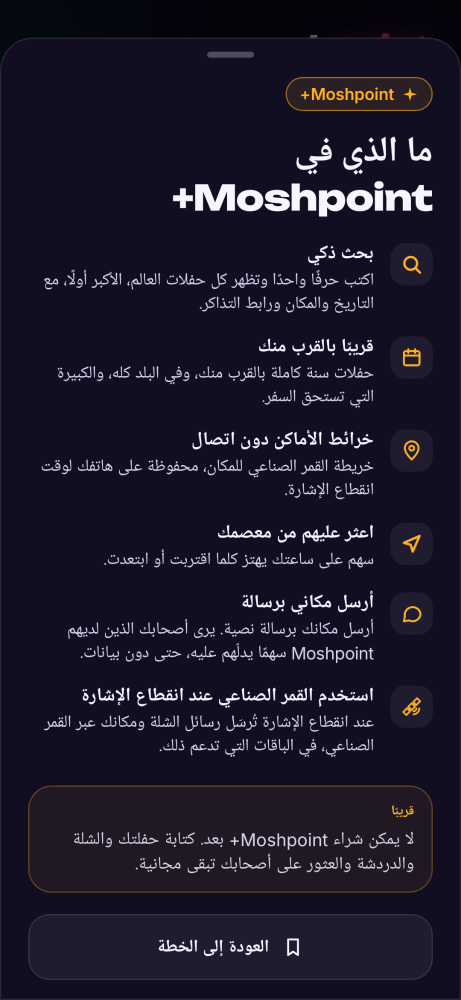 Moshpoint+
ما الذي في
Moshpoint+
بحث ذكي
اكتب حرفًا واحدًا وتظهر كل حفلات العالم، الأكبر أولًا، مع
التاريخ والمكان ورابط التذاكر.
قريبًا بالقرب منك
حفلات سنة كاملة بالقرب منك، وفي البلد كله، والكبيرة
التي تستحق السفر.
خرائط الأماكن دون اتصال
خريطة القمر الصناعي للمكان، محفوظة على هاتفك لوقت
انقطاع الإشارة.
اعثر عليهم من معصمك
سهم على ساعتك يهتز كلما اقتربت أو ابتعدت.
أرسل مكاني برسالة
أرسل مكانك برسالة نصية. يرى أصحابك الذين لديهم
Moshpoint سهمًا يدلّهم عليه، حتى دون بيانات.
استخدم القمر الصناعي عند انقطاع الإشارة
عند انقطاع الإشارة تُرسَل رسائل الشلة ومكانك عبر القمر
الصناعي، في الباقات التي تدعم ذلك.
قريبًا
لا يمكن شراء Moshpoint+ بعد. كتابة حفلتك والشلة
والدردشة والعثور على أصحابك تبقى مجانية.
العودة إلى الخطة